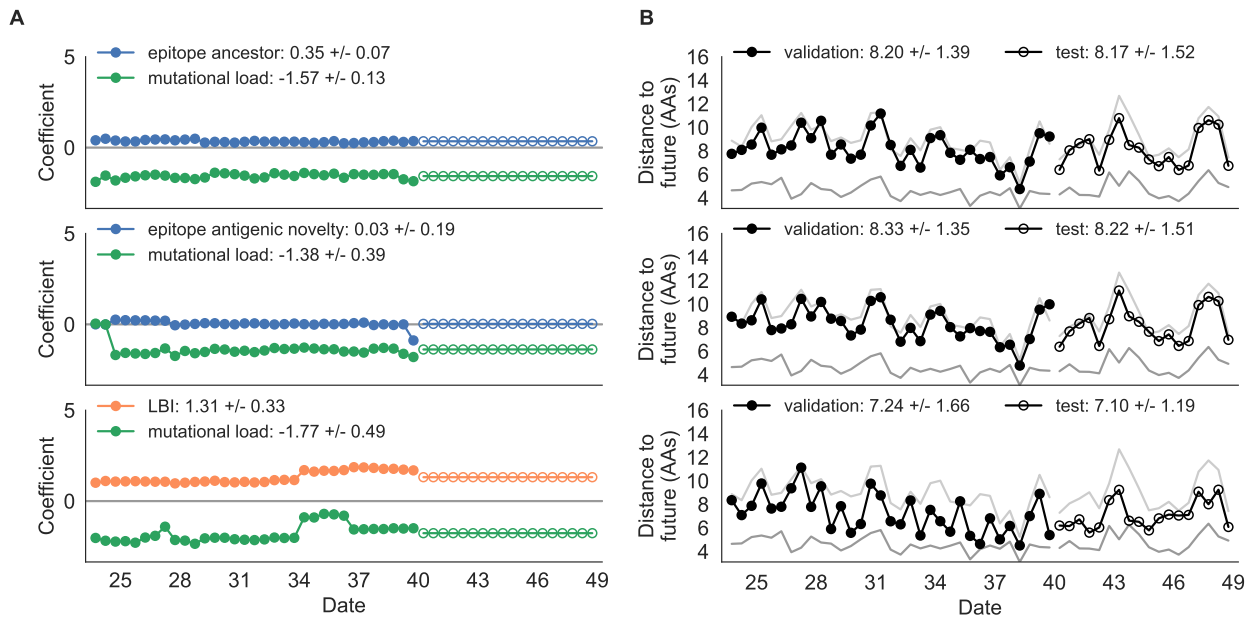 A
5
0
Coefficient
epitope ancestor: 0.35 +/- 0.07
mutational load: -1.57 +/- 0.13
5
0
Coefficient
epitope antigenic novelty: 0.03 +/- 0.19
mutational load: -1.38 +/- 0.39
5
0
Coefficient
LBI: 1.31 +/- 0.33
mutational load: -1.77 +/- 0.49
25 28 31 34 37 40 43 46 49
Date
B
16
14
12
10
8
6
4
Distance to
future (AAs)
validation: 8.20 +/- 1.39 test: 8.17 +/- 1.52
16
14
12
10
8
6
4
Distance to
future (AAs)
validation: 8.33 +/- 1.35 test: 8.22 +/- 1.51
16
14
12
10
8
6
4
Distance to
future (AAs)
validation: 7.24 +/- 1.66 test: 7.10 +/- 1.19
25 28 31 34 37 40 43 46 49
Date